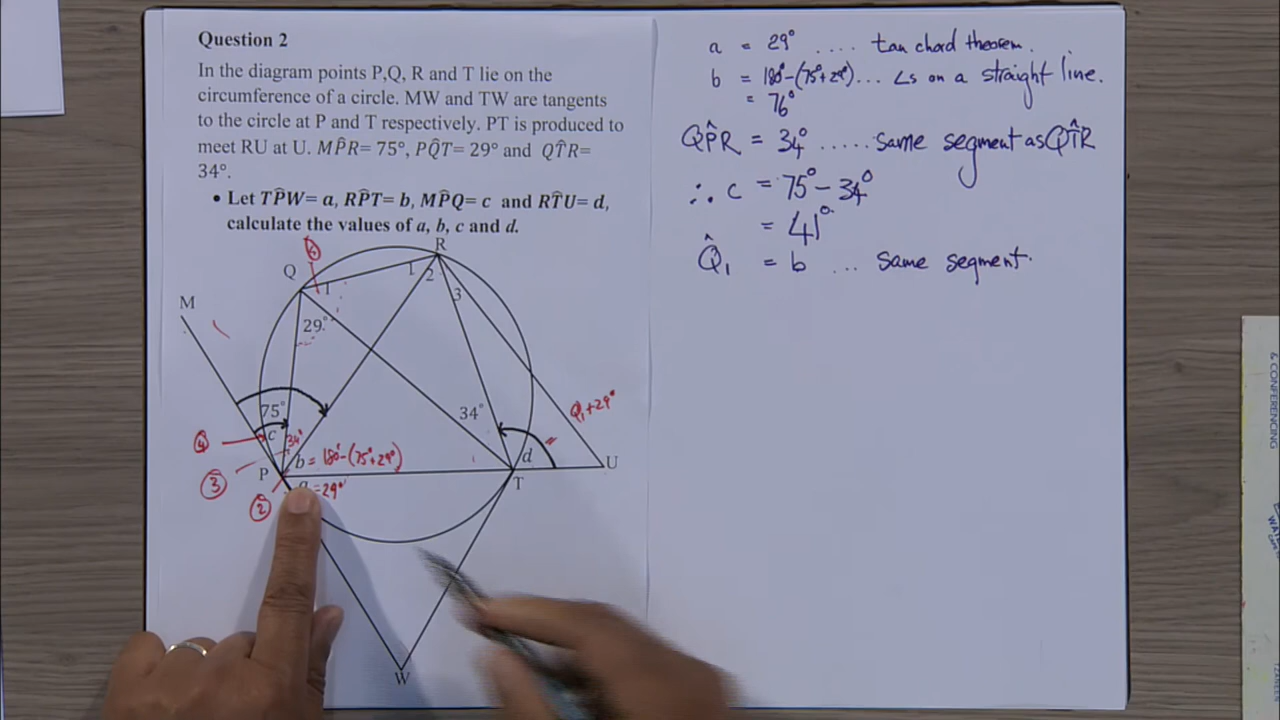 Question 2
In the diagram points P,Q, R and T lie on the
circumference of a circle. MW and TW are tangents
to the circle at P and T respectively. PT is produced to
meet RU at U. MP̂R= 75°, PQ̂T= 29° and QT̂R=
34°.
• Let TP̂W= a, RP̂T= b, MP̂Q= c and RT̂U= d,
calculate the values of a, b, c and d.
R
Q
1
2
1
3
M
29°
75°
34°
Q̂₁+29°
c
34°
4
b = 180°-(75°+29°)
d
U
P
3
a = 29°
T
2
W
a = 29° .... tan chord theorem.
b = 180°-(75°+29°)... ∠s on a straight line.
= 76°
QP̂R = 34° ..... same segment as QT̂R
∴ c = 75° - 34°
= 41°
Q̂₁ = b ... same segment.
& CONFERENCING